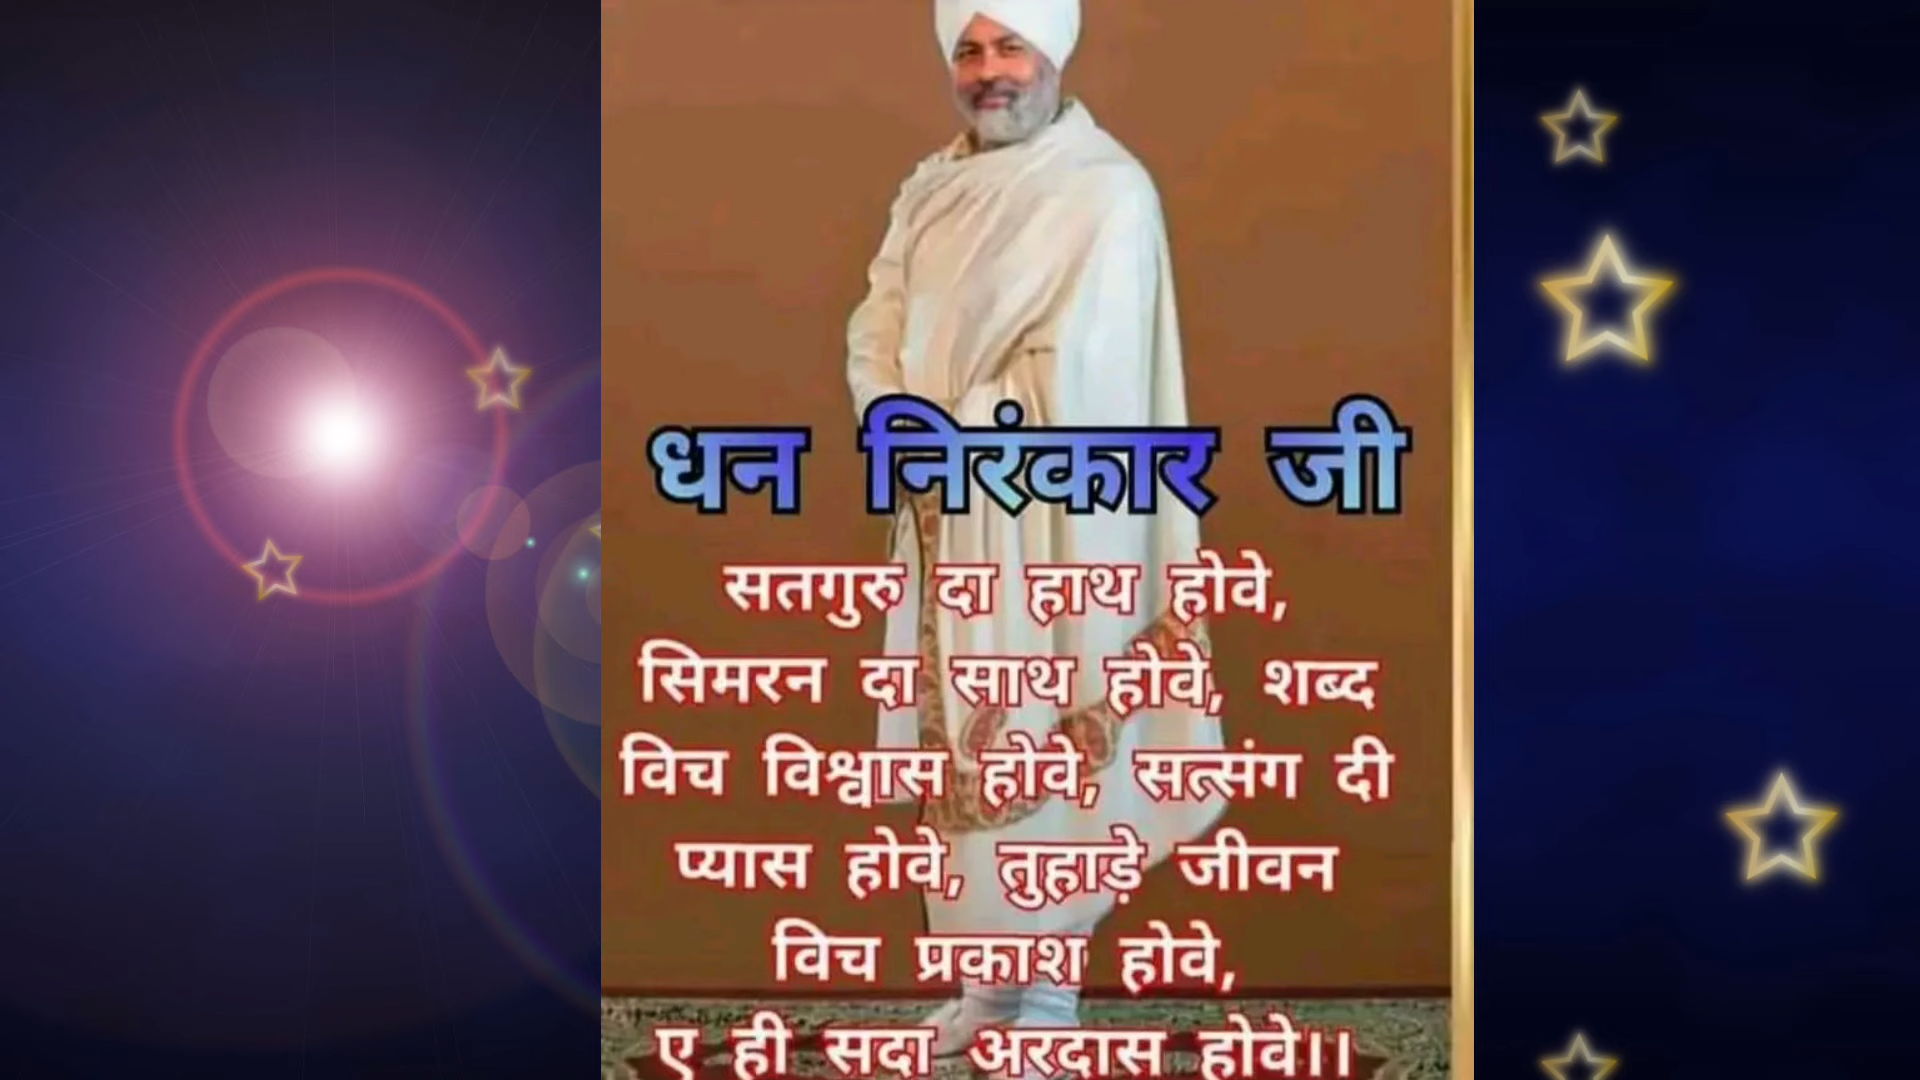 धन निरंकार जी
सतगुरु दा हाथ होवे,
सिमरन दा साथ होवे, शब्द
विच विश्वास होवे, सत्संग दी
प्यास होवे, तुहाड़े जीवन
विच प्रकाश होवे,
ए ही सदा अरदास होवे।।